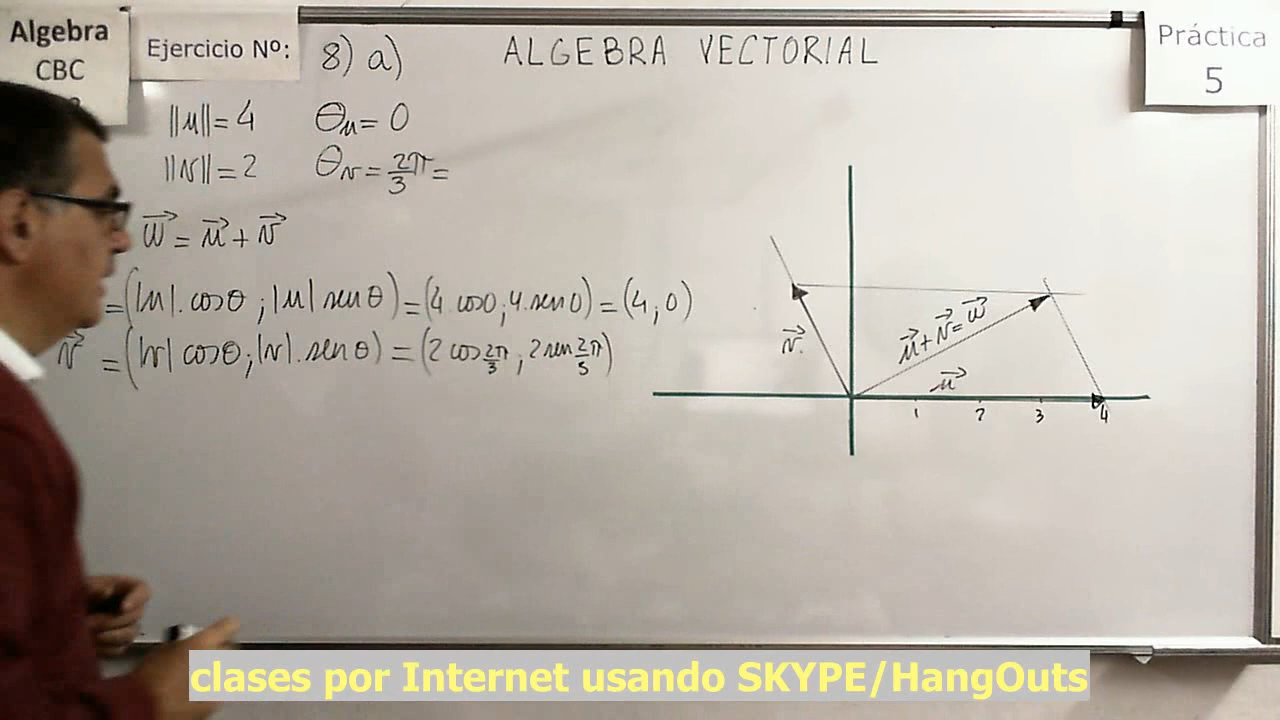 Algebra
CBC
Ejercicio Nº:
8) a)
ALGEBRA VECTORIAL
Práctica
5
||u|| = 4 θu = 0
||v|| = 2 θv = 2π/3 =
w⃗ = u⃗ + v⃗
= (|u|. cosθ ; |u| senθ) = (4 cos0 ; 4. sen0) = (4, 0)
v⃗ = (|v| cosθ ; |v|. senθ) = (2 cos 2π/3 ; 2 sen 2π/3)
v⃗.
u⃗ + v⃗ = w⃗
u⃗
1 2 3 4
clases por Internet usando SKYPE/HangOuts